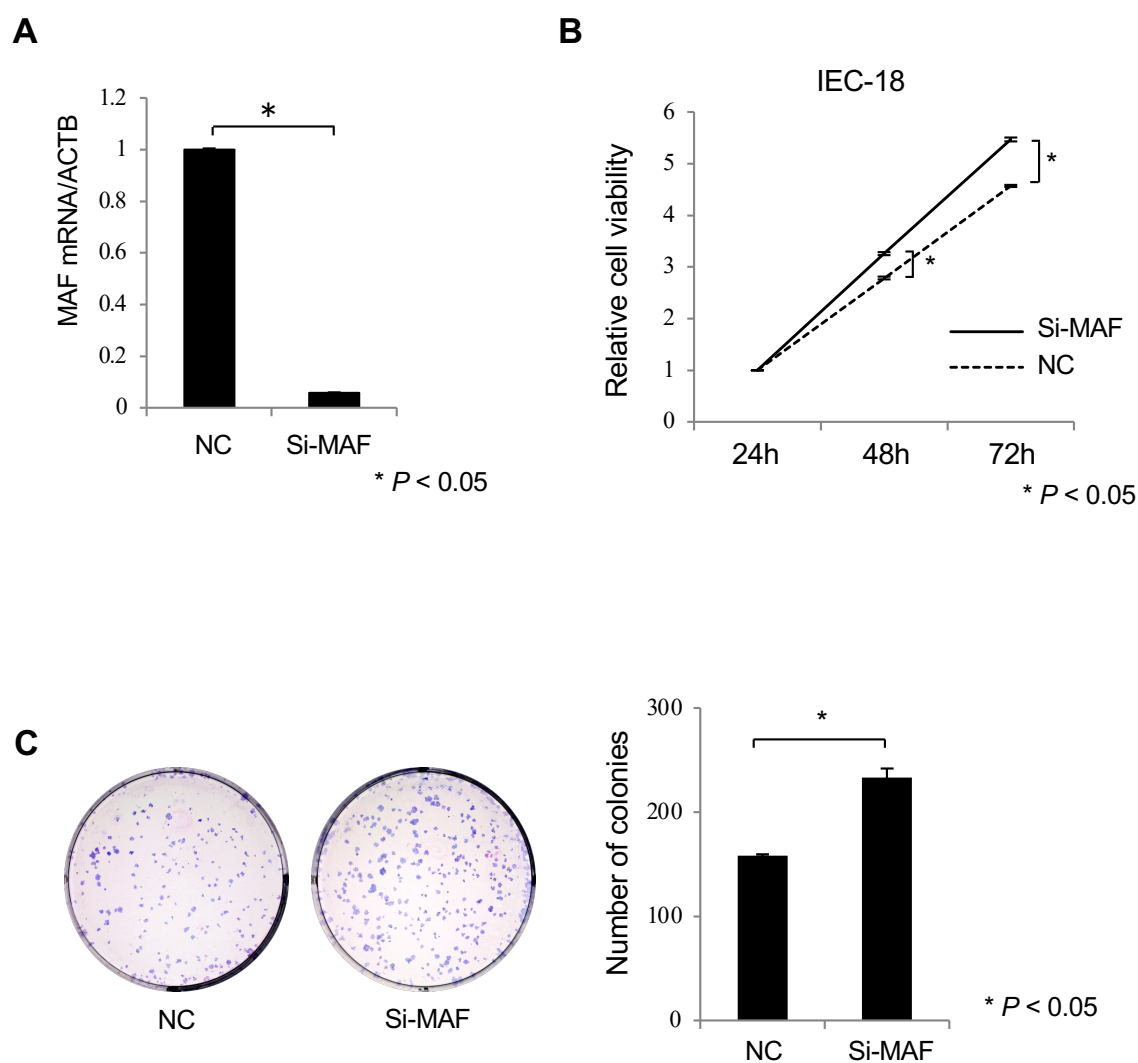 A
MAF mRNA/ACTB
1.2
1
0.8
0.6
0.4
0.2
0
*
NC
Si-MAF
* P < 0.05
B
IEC-18
Relative cell viability
6
5
4
3
2
1
0
*
*
Si-MAF
NC
24h
48h
72h
* P < 0.05
C
NC
Si-MAF
Number of colonies
300
200
100
0
*
NC
Si-MAF
* P < 0.05